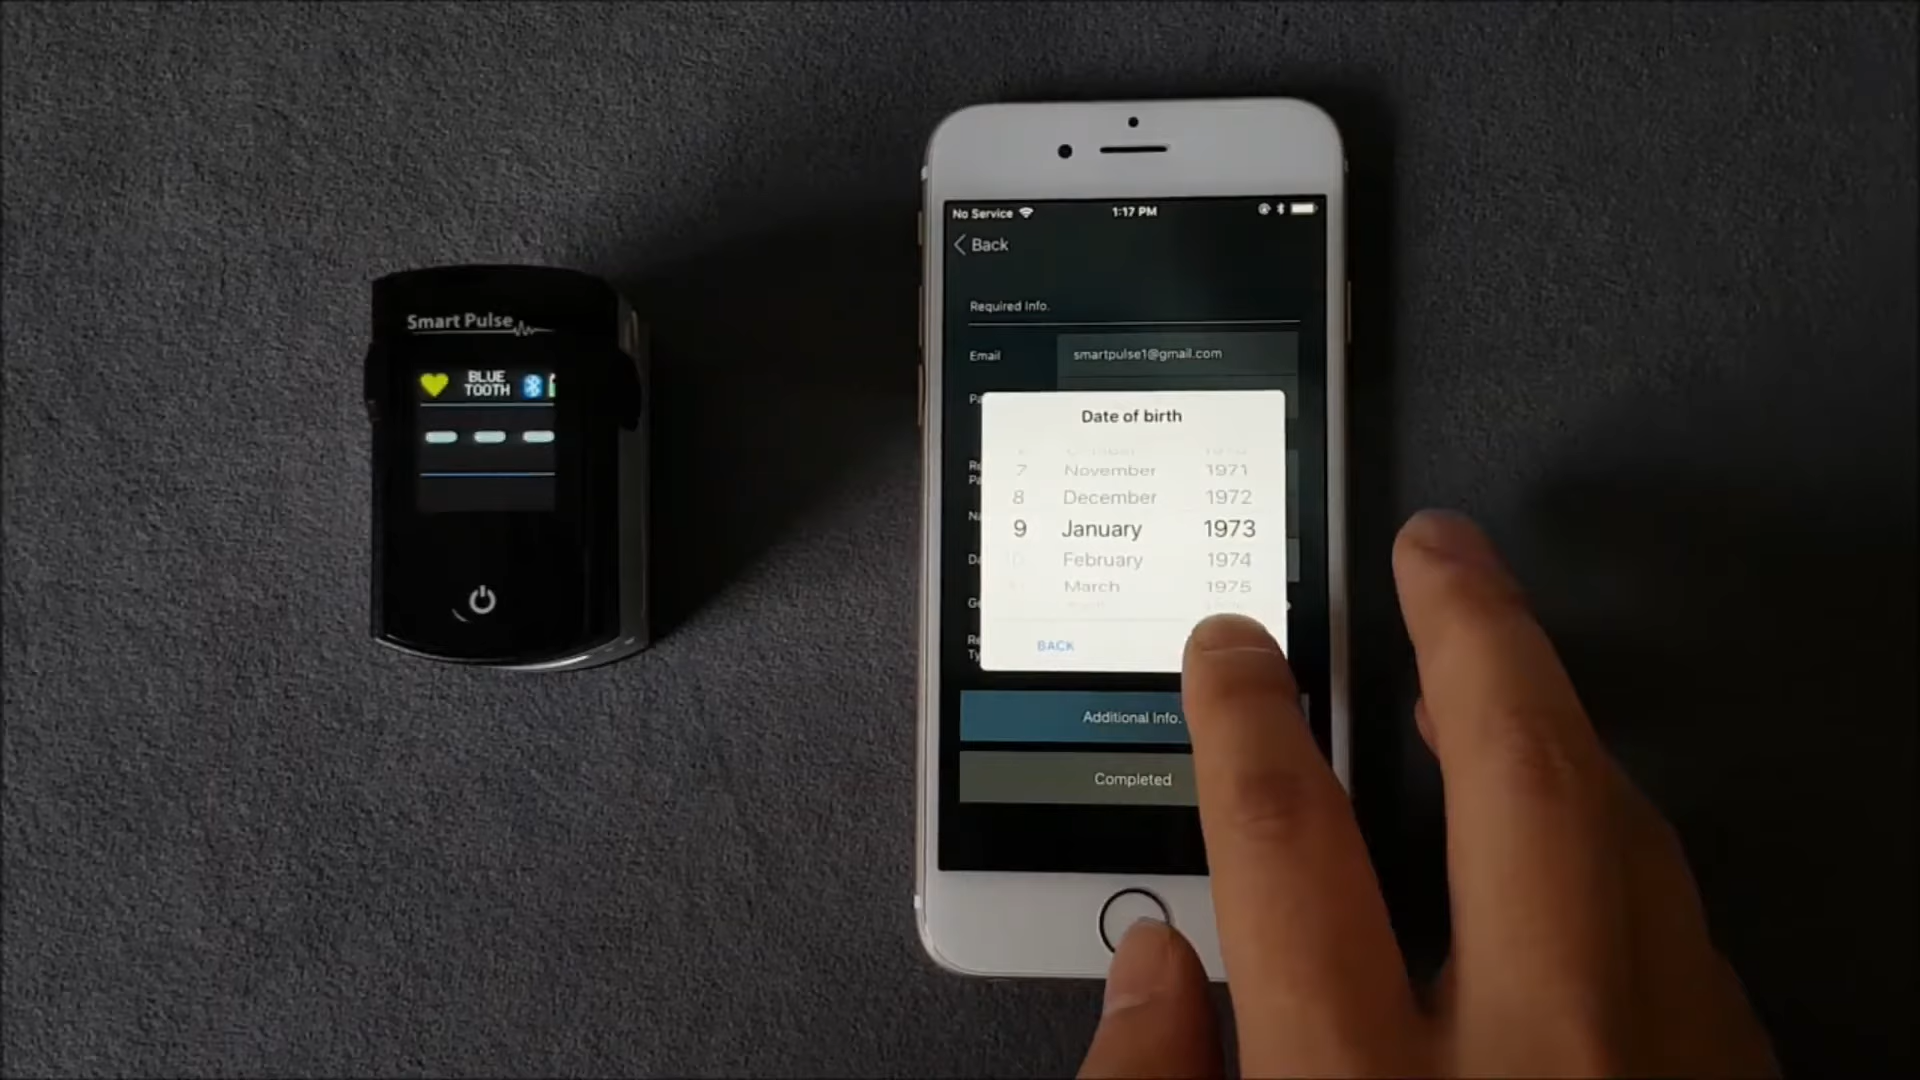 Smart Pulse
BLUE
TOOTH
No Service
1:17 PM
Back
Required Info.
Email
smartpulse1@gmail.com
Date of birth
7 November 1971
8 December 1972
9 January 1973
February 1974
March 1975
BACK
Additional Info.
Completed